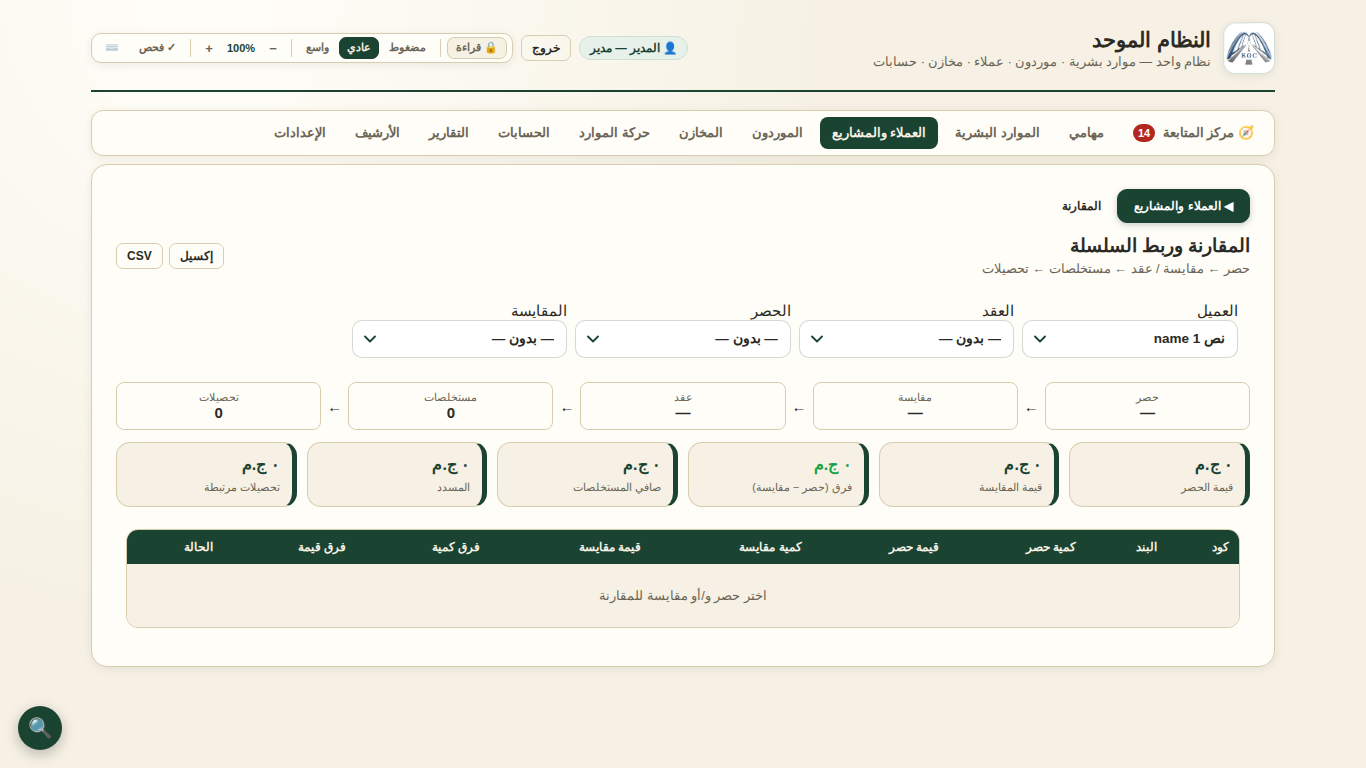 النظام الموحد
نظام واحد — موارد بشرية · موردون · عملاء · مخازن · حسابات
ROC
👤 المدير — مدير
خروج
🔒 قراءة
مضغوط
عادي
واسع
−
100%
+
✓ فحص
🧭 مركز المتابعة 14
مهامي
الموارد البشرية
العملاء والمشاريع
الموردون
المخازن
حركة الموارد
الحسابات
التقارير
الأرشيف
الإعدادات
◀ العملاء والمشاريع
المقارنة
المقارنة وربط السلسلة
حصر ← مقايسة / عقد ← مستخلصات ← تحصيلات
إكسيل
CSV
العميل
نص name 1
العقد
— بدون —
الحصر
— بدون —
المقايسة
— بدون —
حصر
—
←
مقايسة
—
←
عقد
—
←
مستخلصات
0
←
تحصيلات
0
٠ ج.م
قيمة الحصر
٠ ج.م
قيمة المقايسة
٠ ج.م
فرق (حصر − مقايسة)
٠ ج.م
صافي المستخلصات
٠ ج.م
المسدد
٠ ج.م
تحصيلات مرتبطة
كود البند كمية حصر قيمة حصر كمية مقايسة قيمة مقايسة فرق كمية فرق قيمة الحالة
اختر حصر و/أو مقايسة للمقارنة